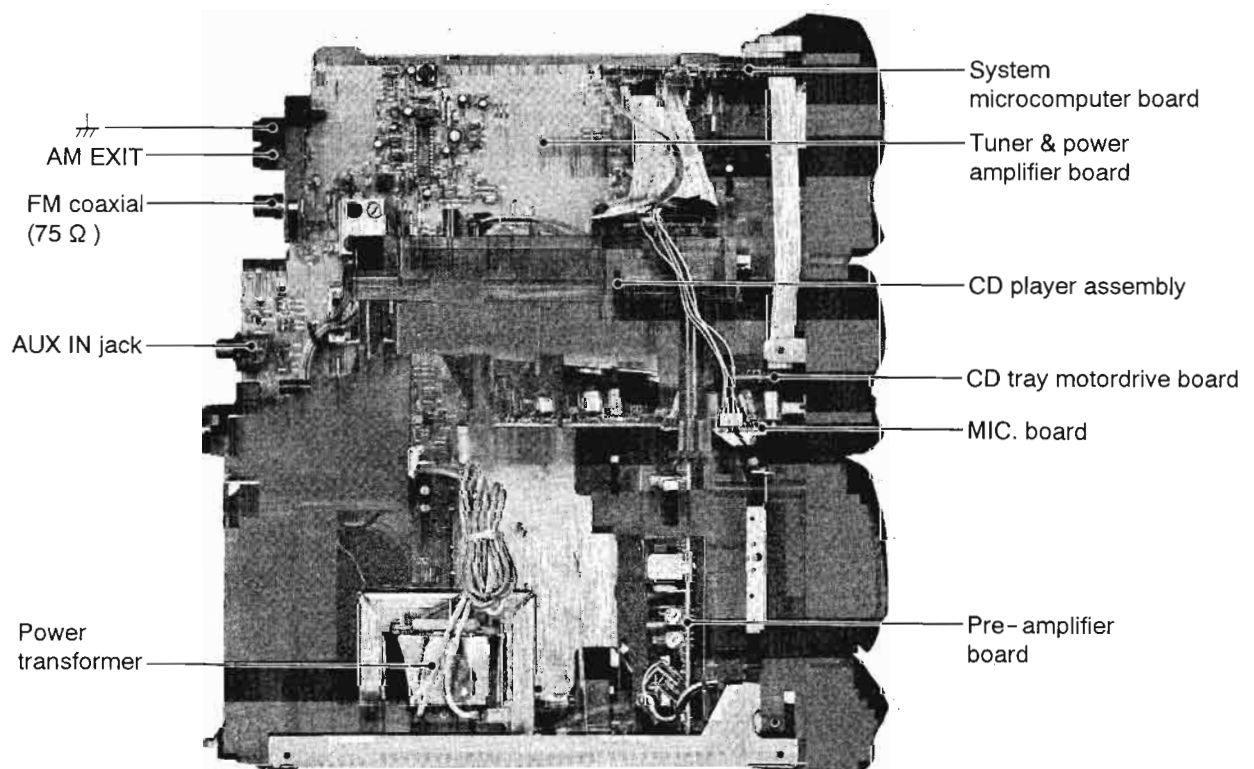 AM EXIT
FM coaxial
(75 Ω )
AUX IN jack
Power
transformer
System
microcomputer board
Tuner & power
amplifier board
CD player assembly
CD tray motordrive board
MIC. board
Pre-amplifier
board